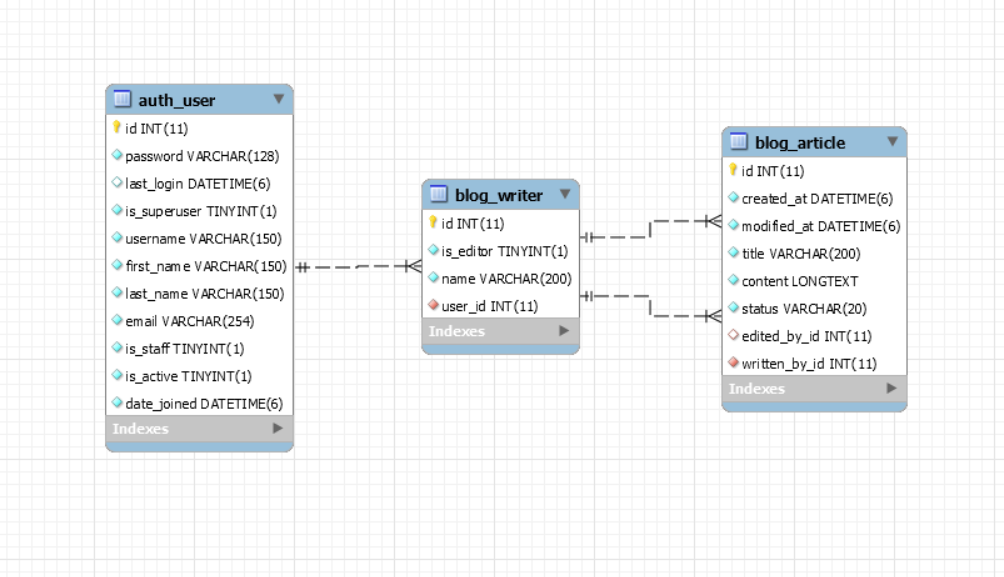 auth_user
id INT(11)
password VARCHAR(128)
last_login DATETIME(6)
is_superuser TINYINT(1)
username VARCHAR(150)
first_name VARCHAR(150)
last_name VARCHAR(150)
email VARCHAR(254)
is_staff TINYINT(1)
is_active TINYINT(1)
date_joined DATETIME(6)
Indexes
blog_writer
id INT(11)
is_editor TINYINT(1)
name VARCHAR(200)
user_id INT(11)
Indexes
blog_article
id INT(11)
created_at DATETIME(6)
modified_at DATETIME(6)
title VARCHAR(200)
content LONGTEXT
status VARCHAR(20)
edited_by_id INT(11)
written_by_id INT(11)
Indexes